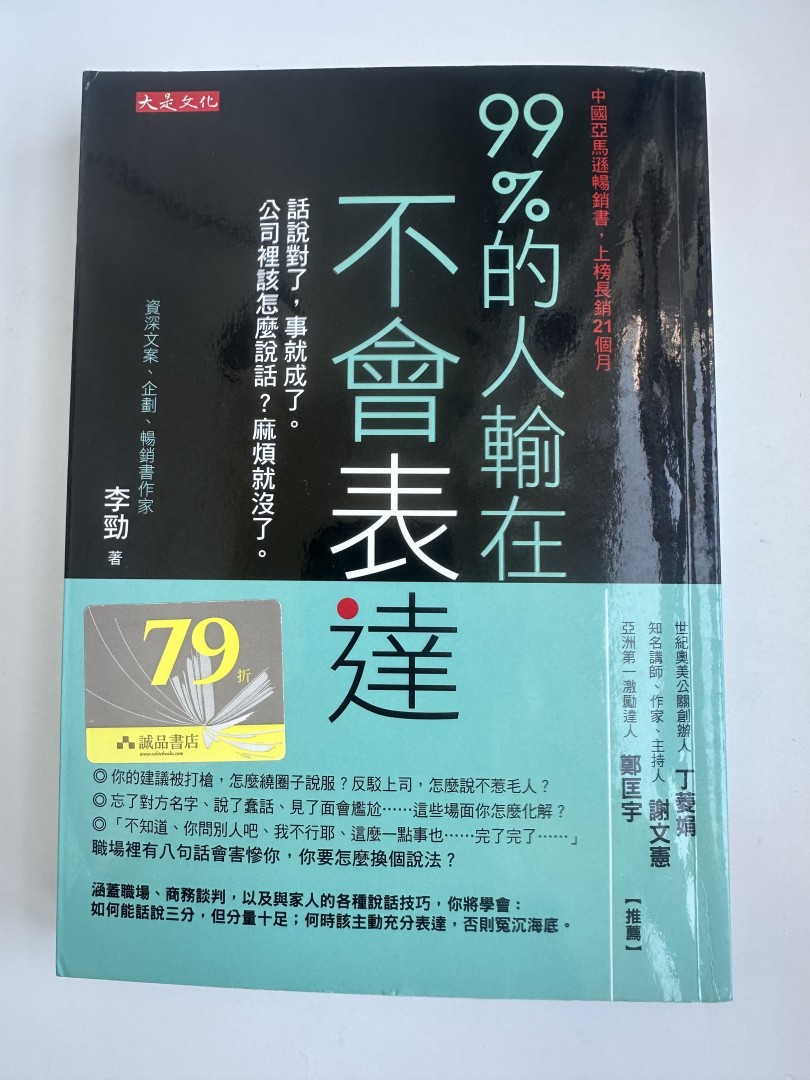 大是文化
中國亞馬遜暢銷書，上榜長銷21個月
99%的人輸在
不會表達
話說對了，事就成了。
公司裡該怎麼說話？麻煩就沒了。
資深文案、企劃、暢銷書作家
李勁 著
世紀奧美公關創辦人 丁菱娟
知名講師、作家、主持人 謝文憲
亞洲第一激勵達人 鄭匡宇
【推薦】
79折
誠品書店
www.eslitebooks.com
◎你的建議被打槍，怎麼繞圈子說服？反駁上司，怎麼說不惹毛人？
◎忘了對方名字、說了蠢話、見了面會尷尬……這些場面你怎麼化解？
◎「不知道、你問別人吧、我不行耶、這麼一點事也……完了完了……」
職場裡有八句話會害慘你，你要怎麼換個說法？
涵蓋職場、商務談判，以及與家人的各種說話技巧，你將學會：
如何能話說三分，但分量十足；何時該主動充分表達，否則冤沉海底。